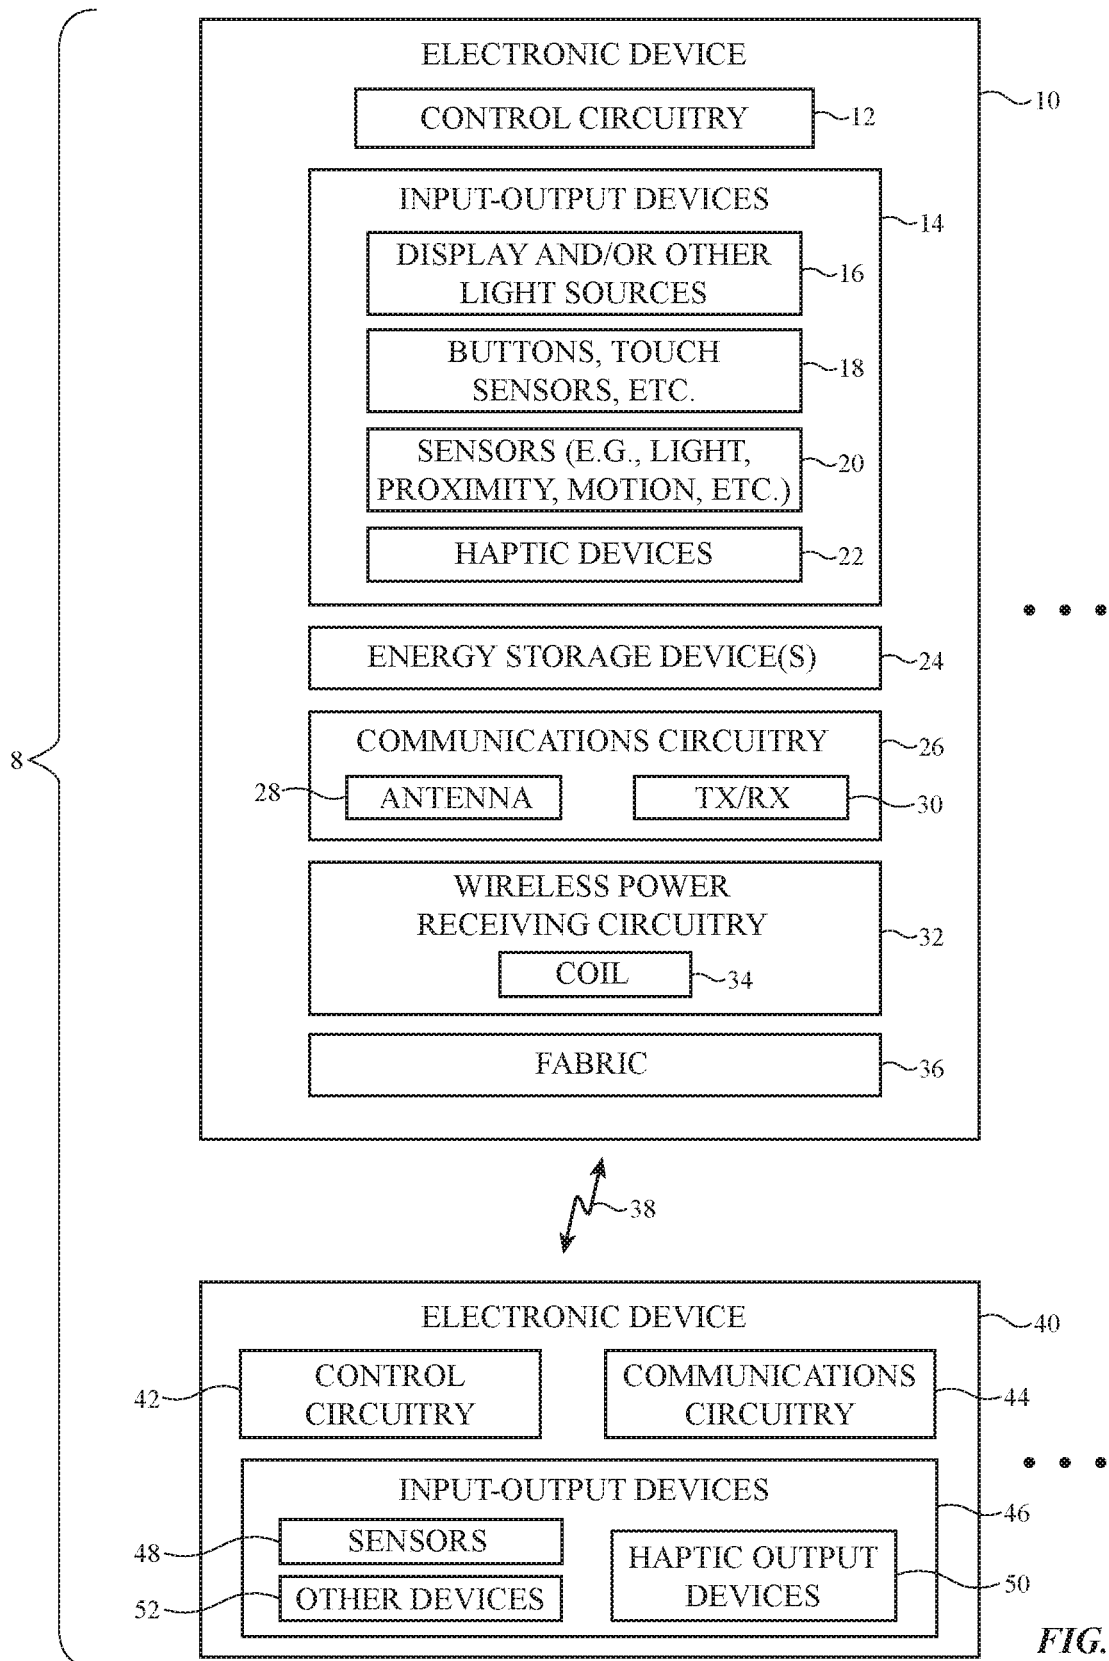 ELECTRONIC DEVICE
10
CONTROL CIRCUITRY
12
INPUT-OUTPUT DEVICES
14
DISPLAY AND/OR OTHER
LIGHT SOURCES
16
BUTTONS, TOUCH
SENSORS, ETC.
18
SENSORS (E.G., LIGHT,
PROXIMITY, MOTION, ETC.)
20
HAPTIC DEVICES
22
ENERGY STORAGE DEVICE(S)
24
8
COMMUNICATIONS CIRCUITRY
26
28
ANTENNA
TX/RX
30
WIRELESS POWER
RECEIVING CIRCUITRY
32
COIL
34
FABRIC
36
38
ELECTRONIC DEVICE
40
42
CONTROL
CIRCUITRY
COMMUNICATIONS
CIRCUITRY
44
INPUT-OUTPUT DEVICES
46
48
SENSORS
52
OTHER DEVICES
HAPTIC OUTPUT
DEVICES
50
FIG.